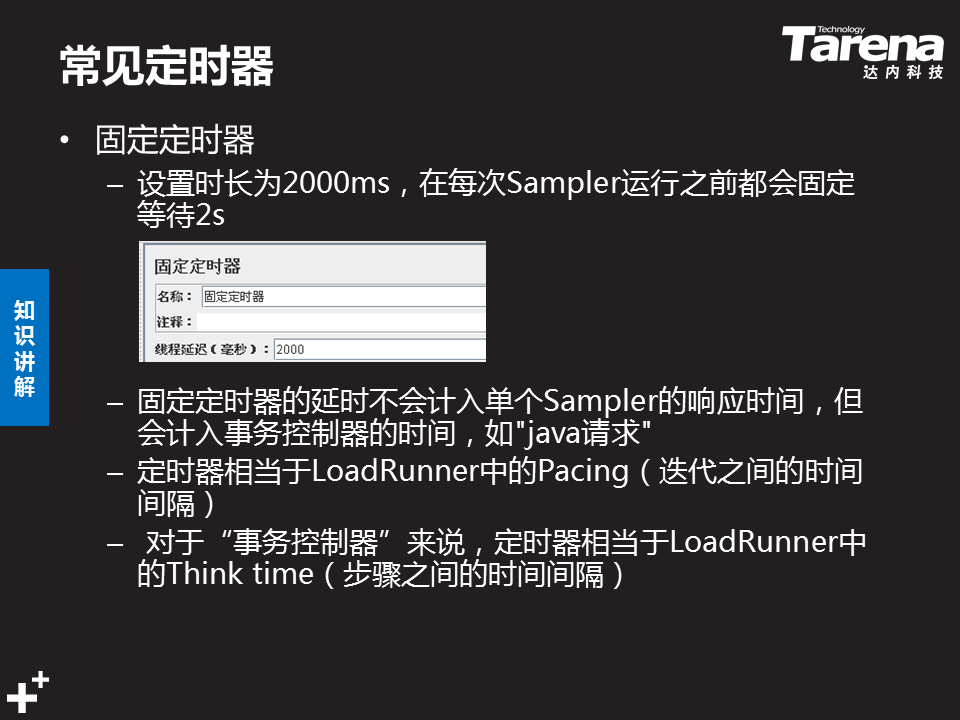 常见定时器
Technology
Tarena
达内科技
• 固定定时器
– 设置时长为2000ms，在每次Sampler运行之前都会固定
等待2s
固定定时器
名称： 固定定时器
注释：
线程延迟（毫秒）： 2000
知
识
讲
解
– 固定定时器的延时不会计入单个Sampler的响应时间，但
会计入事务控制器的时间，如"java请求"
– 定时器相当于LoadRunner中的Pacing（迭代之间的时间
间隔）
– 对于“事务控制器”来说，定时器相当于LoadRunner中
的Think time（步骤之间的时间间隔）